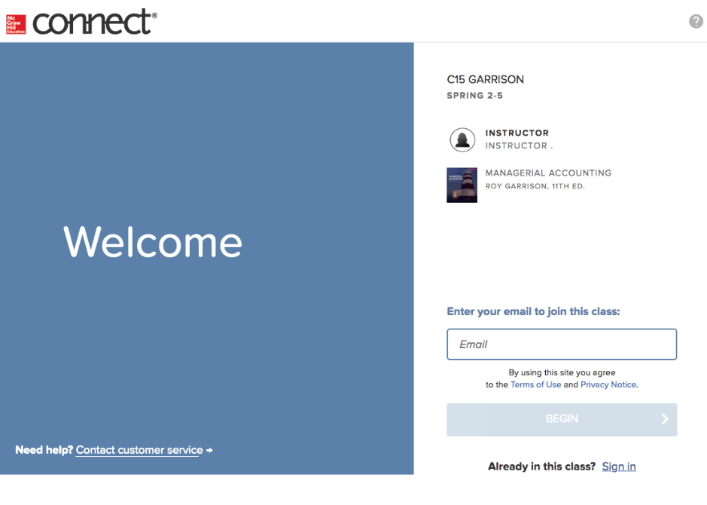 Mc
Graw
Hill
Education
connect®
?
C15 GARRISON
SPRING 2-5
INSTRUCTOR
INSTRUCTOR .
MANAGERIAL ACCOUNTING
ROY GARRISON, 11TH ED.
Welcome
Enter your email to join this class:
Email
By using this site you agree
to the Terms of Use and Privacy Notice.
BEGIN
Need help? Contact customer service
Already in this class? Sign in